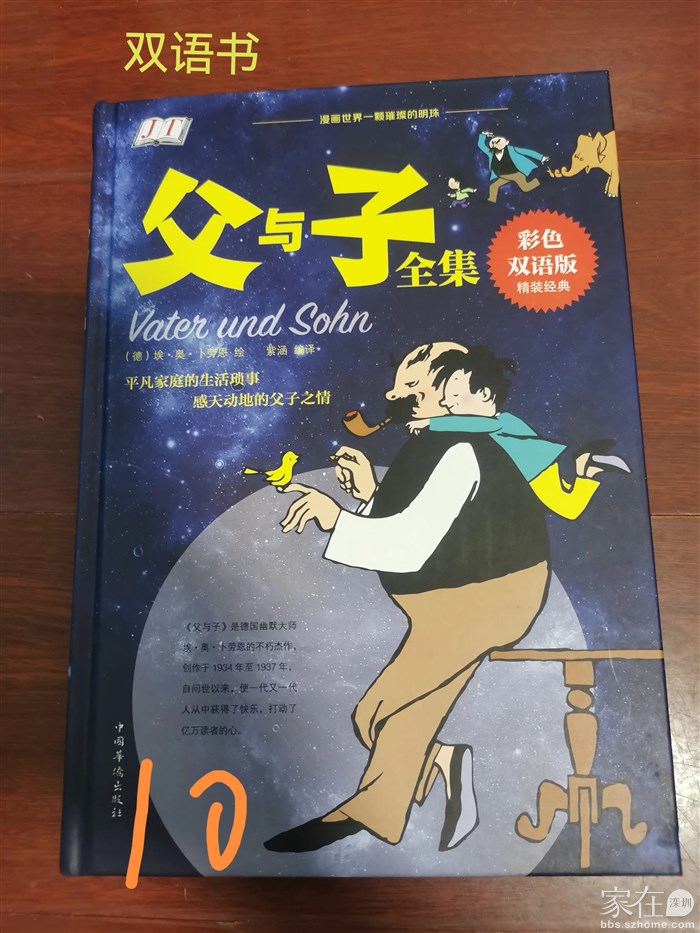 双语书
JT
漫画世界一颗璀璨的明珠
父与子全集
彩色
双语版
精装经典
Vater und Sohn
（德）埃·奥·卜劳恩 绘 紫涵 编译
平凡家庭的生活琐事
感天动地的父子之情
《父与子》是德国幽默大师
埃·奥·卜劳恩的不朽杰作，
创作于1934年至1937年，
自问世以来，使一代又一代
人从中获得了快乐，打动了
亿万读者的心。
中国华侨出版社
10
家在深圳
bbs.szhome.com